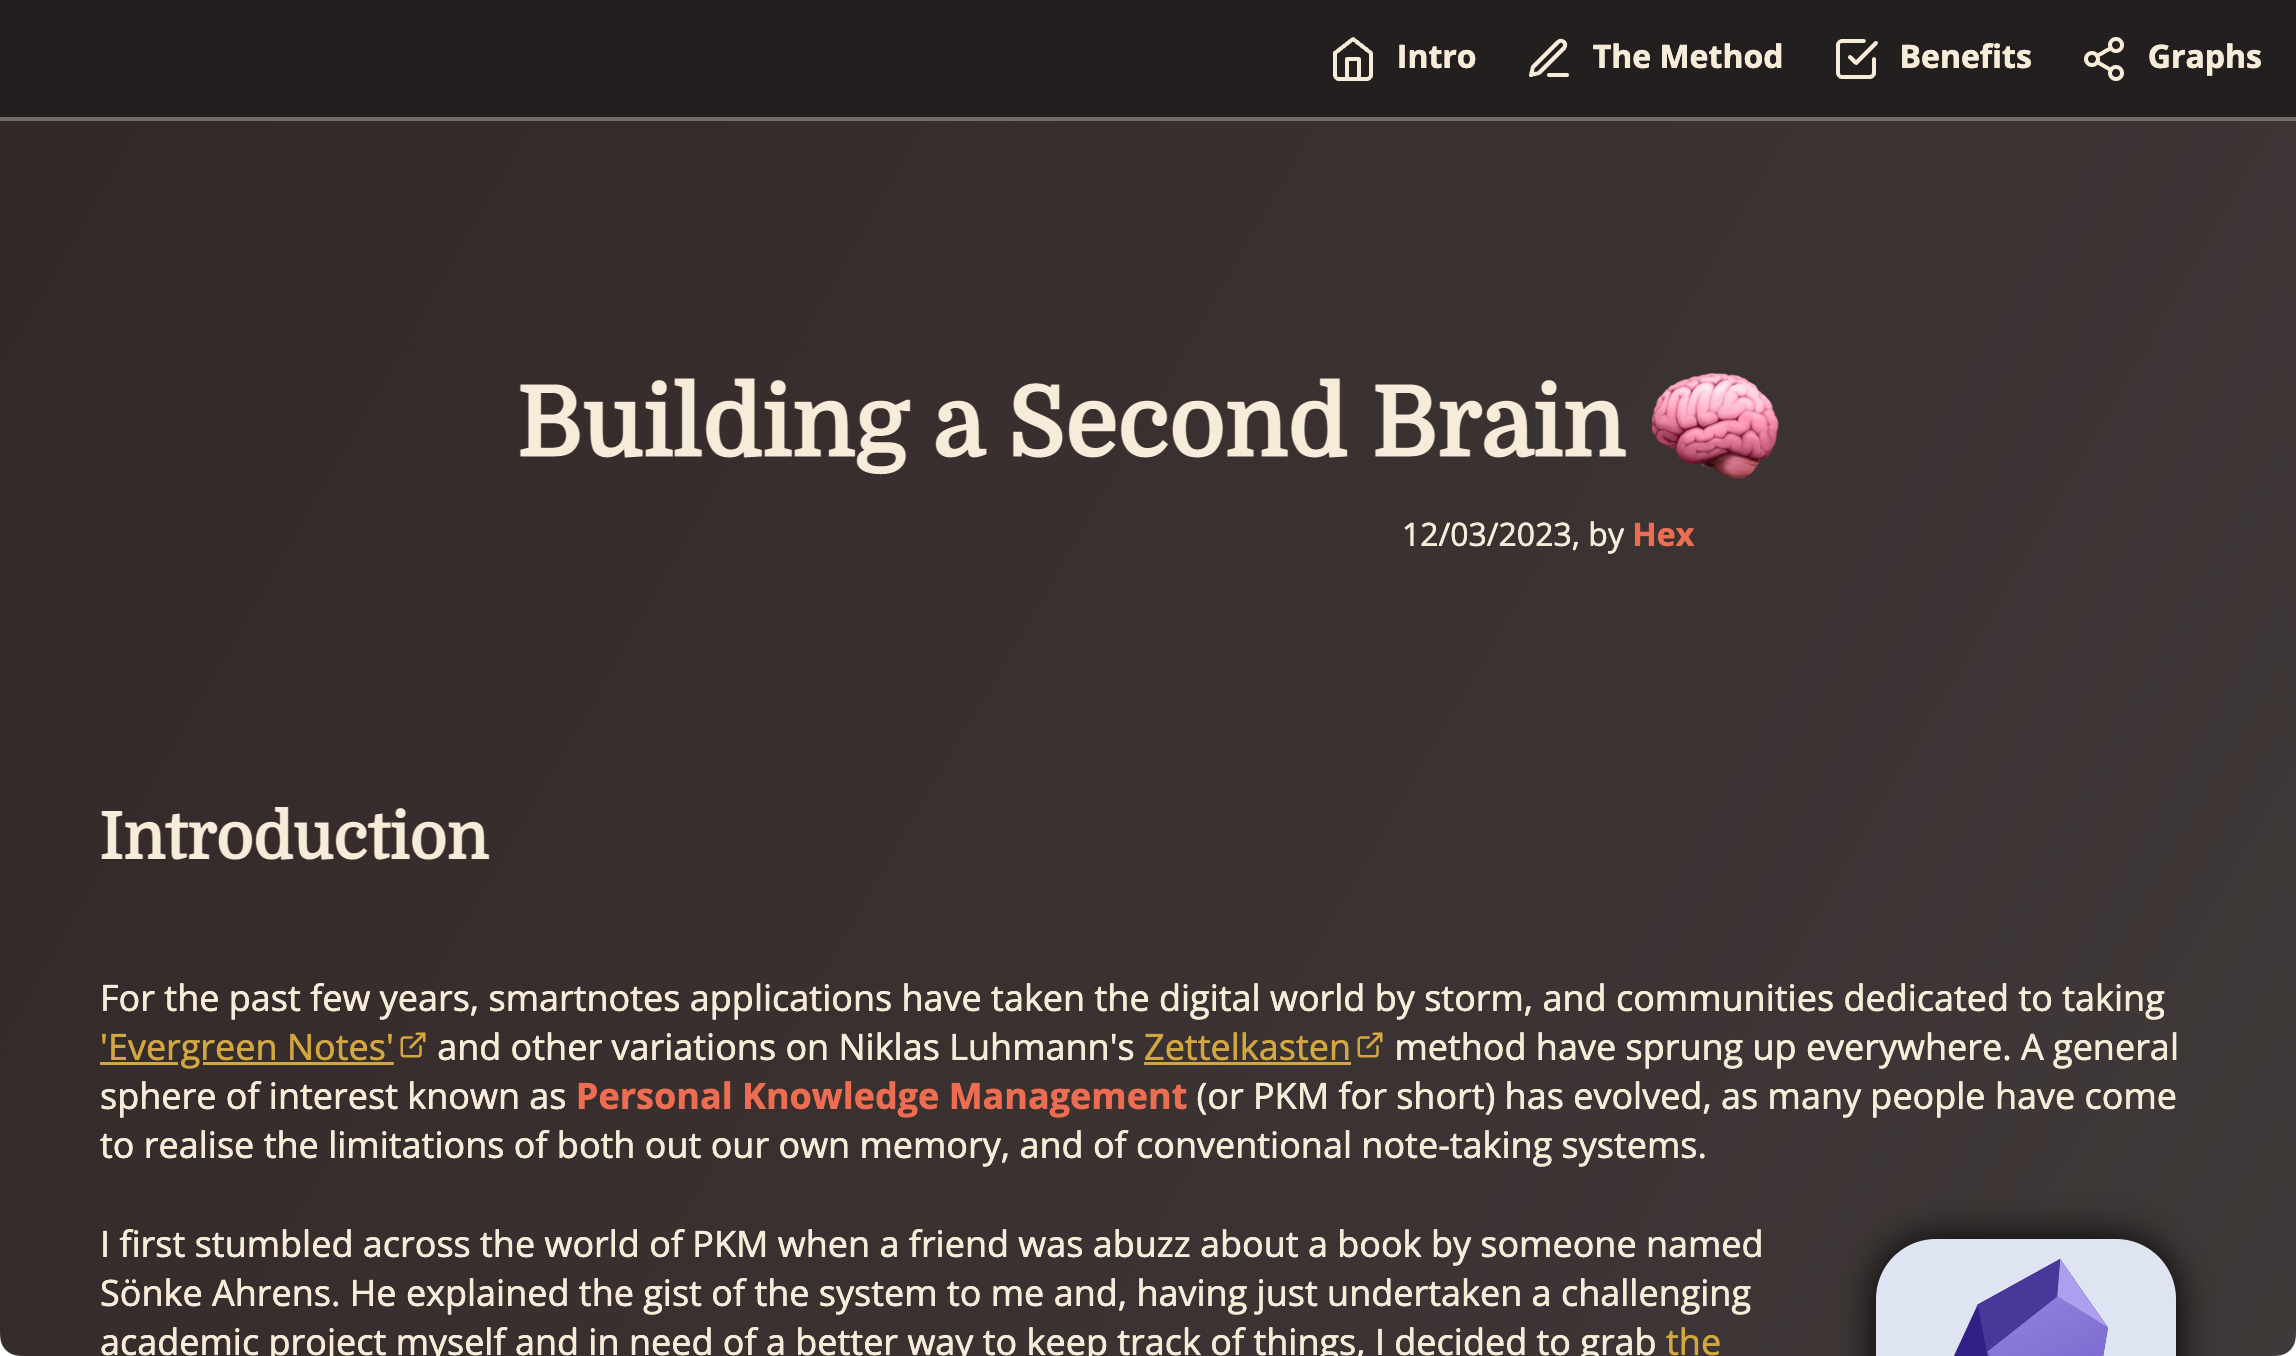 Intro
The Method
Benefits
Graphs
Building a Second Brain
12/03/2023, by Hex
Introduction
For the past few years, smartnotes applications have taken the digital world by storm, and communities dedicated to taking
'Evergreen Notes' and other variations on Niklas Luhmann's Zettelkasten method have sprung up everywhere. A general
sphere of interest known as Personal Knowledge Management (or PKM for short) has evolved, as many people have come
to realise the limitations of both out our own memory, and of conventional note-taking systems.
I first stumbled across the world of PKM when a friend was abuzz about a book by someone named
Sönke Ahrens. He explained the gist of the system to me and, having just undertaken a challenging
academic project myself and in need of a better way to keep track of things, I decided to grab the